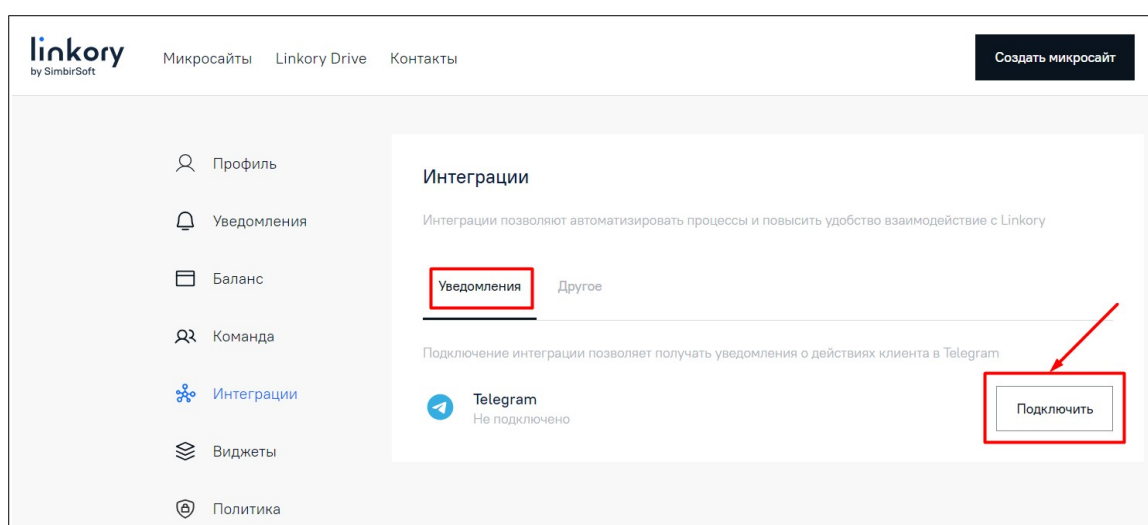 linkory
by SimbirSoft
Микросайты Linkory Drive Контакты
Создать микросайт
Профиль
Уведомления
Баланс
Команда
Интеграции
Виджеты
Политика
Интеграции
Интеграции позволяют автоматизировать процессы и повысить удобство взаимодействие с Linkory
Уведомления Другое
Подключение интеграции позволяет получать уведомления о действиях клиента в Telegram
Telegram
Не подключено
Подключить